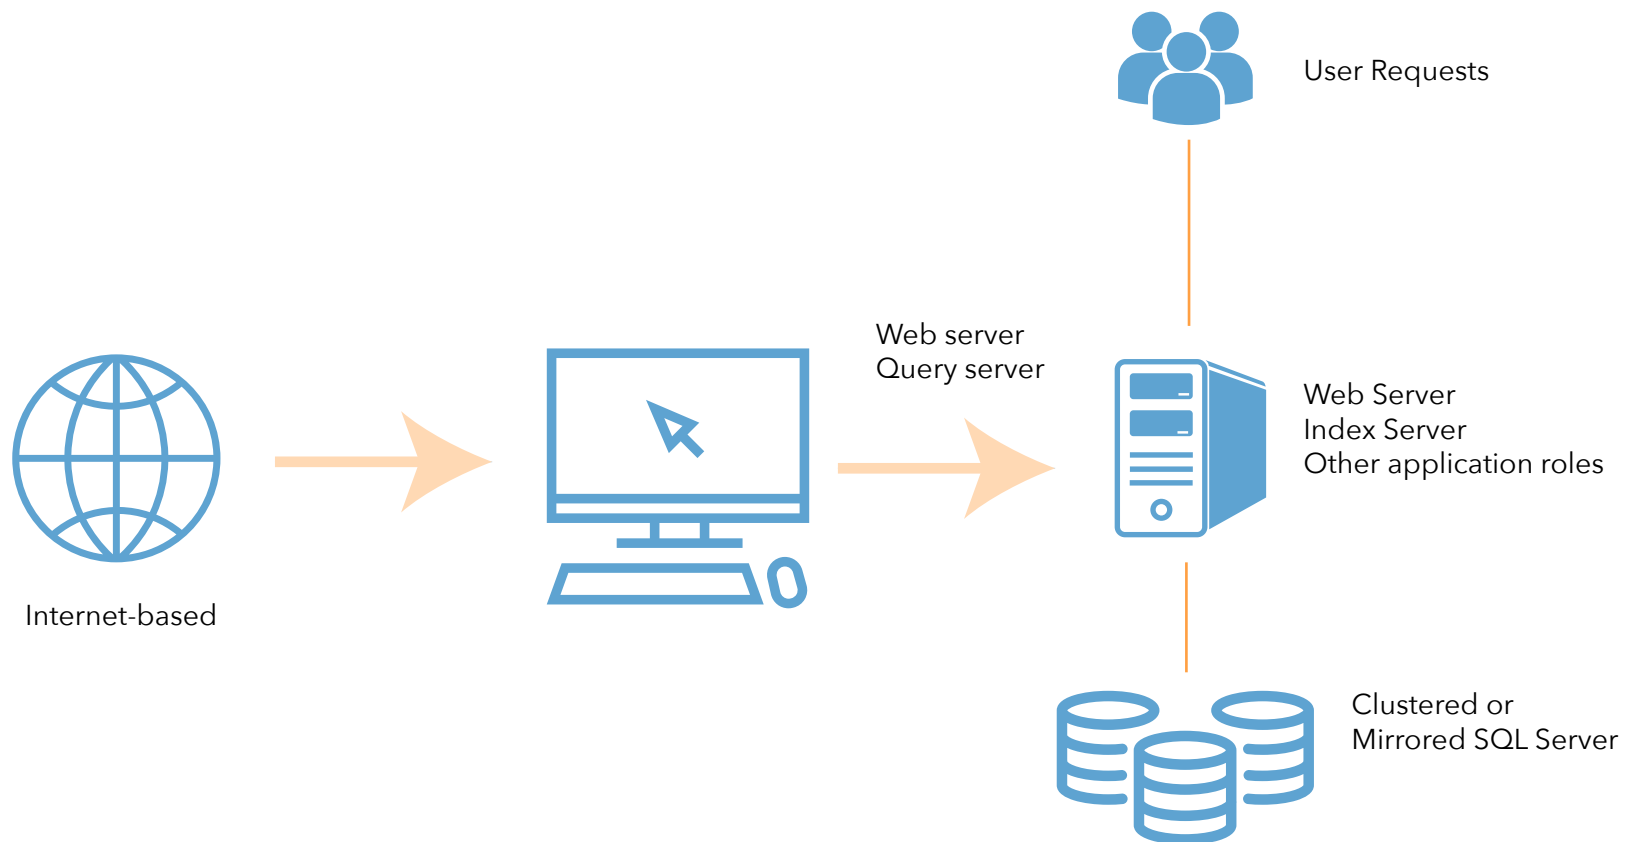 User Requests
Web server
Query server
Web Server
Index Server
Other application roles
Internet-based
Clustered or
Mirrored SQL Server